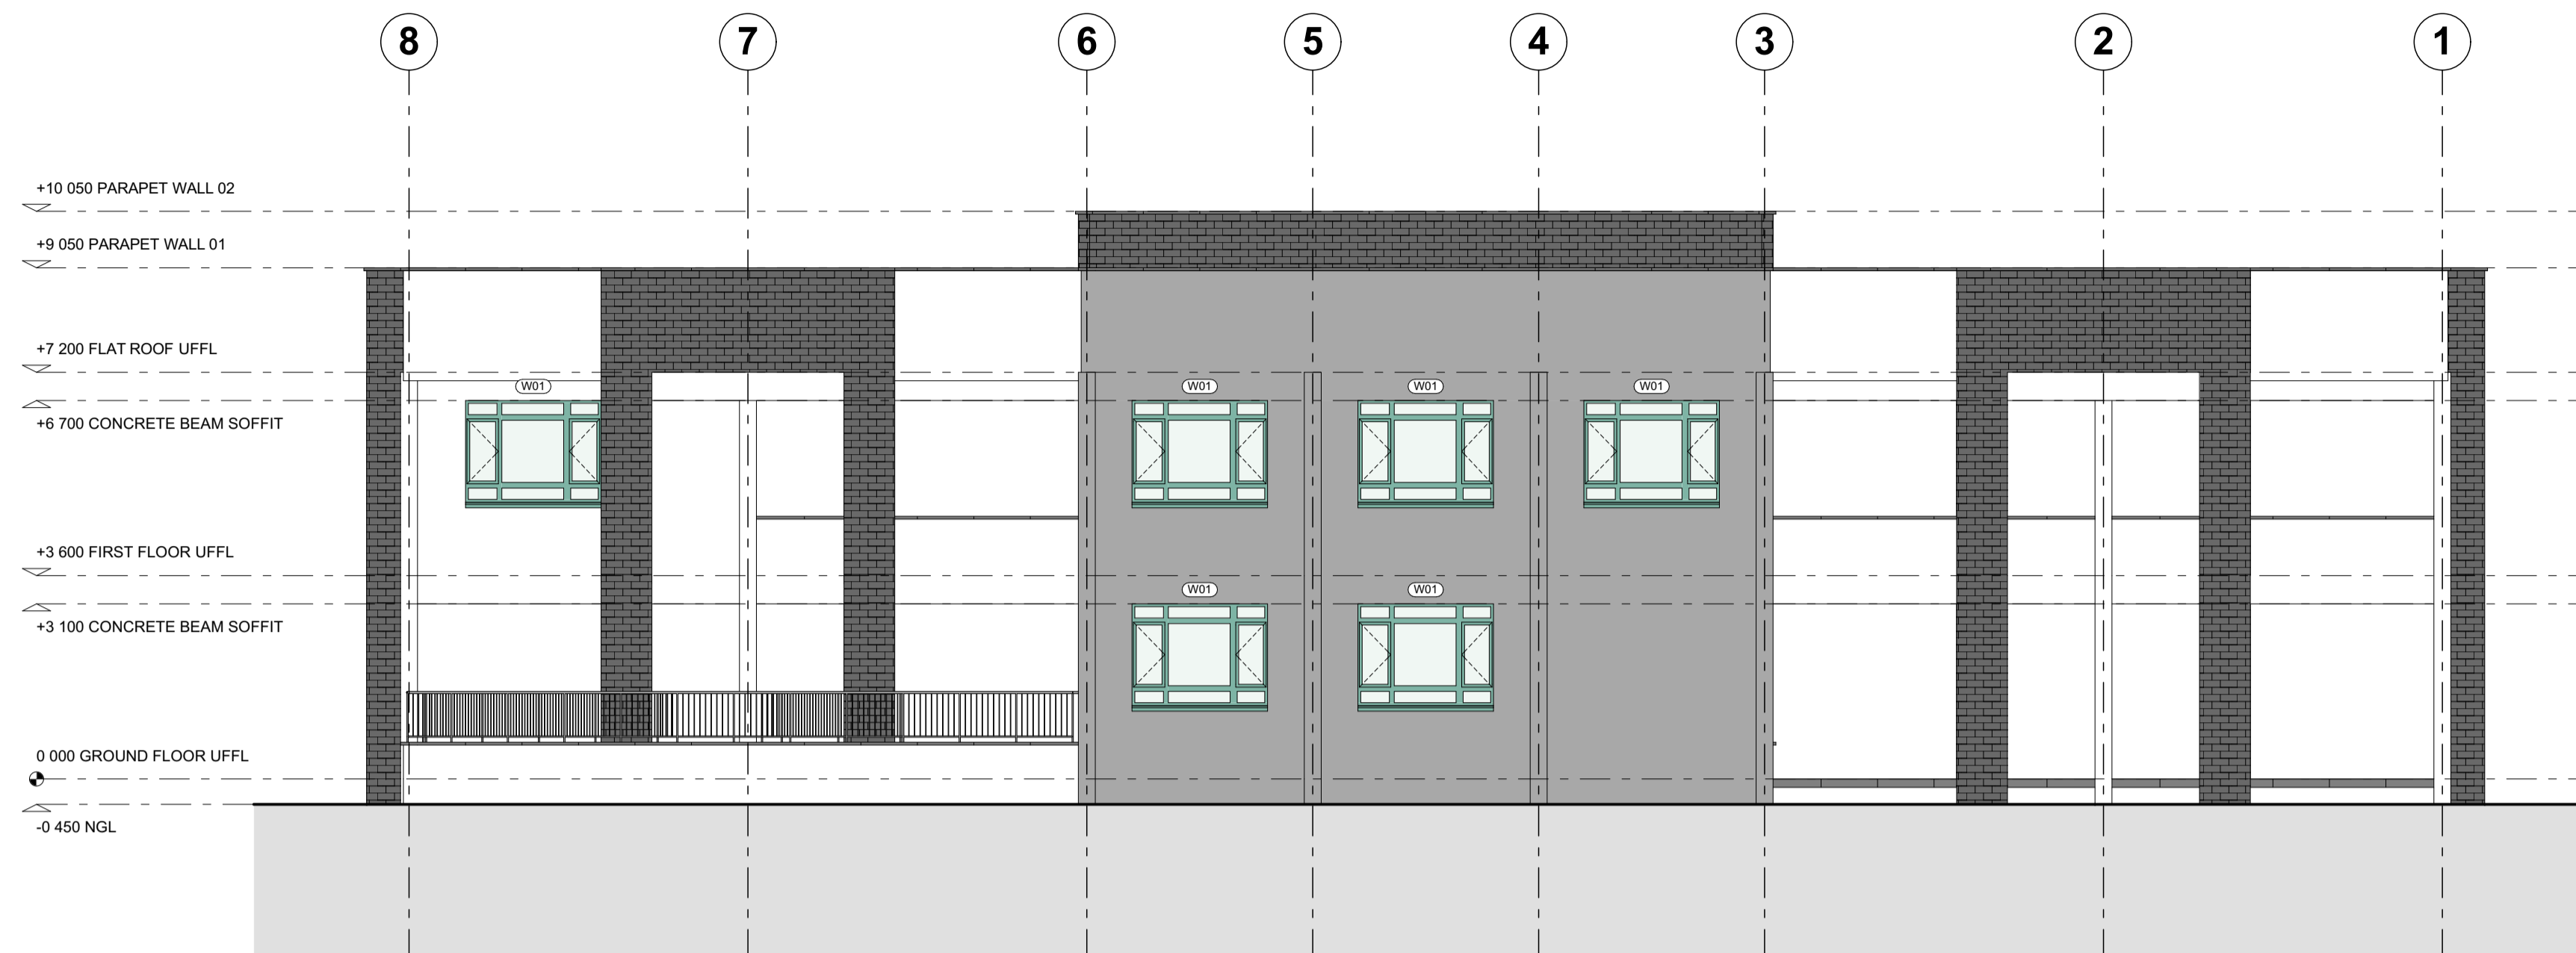 8 7 6 5 4 3 2 1
+10 050 PARAPET WALL 02
+9 050 PARAPET WALL 01
+7 200 FLAT ROOF UFFL
W01 W01 W01 W01
+6 700 CONCRETE BEAM SOFFIT
+3 600 FIRST FLOOR UFFL
W01 W01
+3 100 CONCRETE BEAM SOFFIT
0 000 GROUND FLOOR UFFL
-0 450 NGL